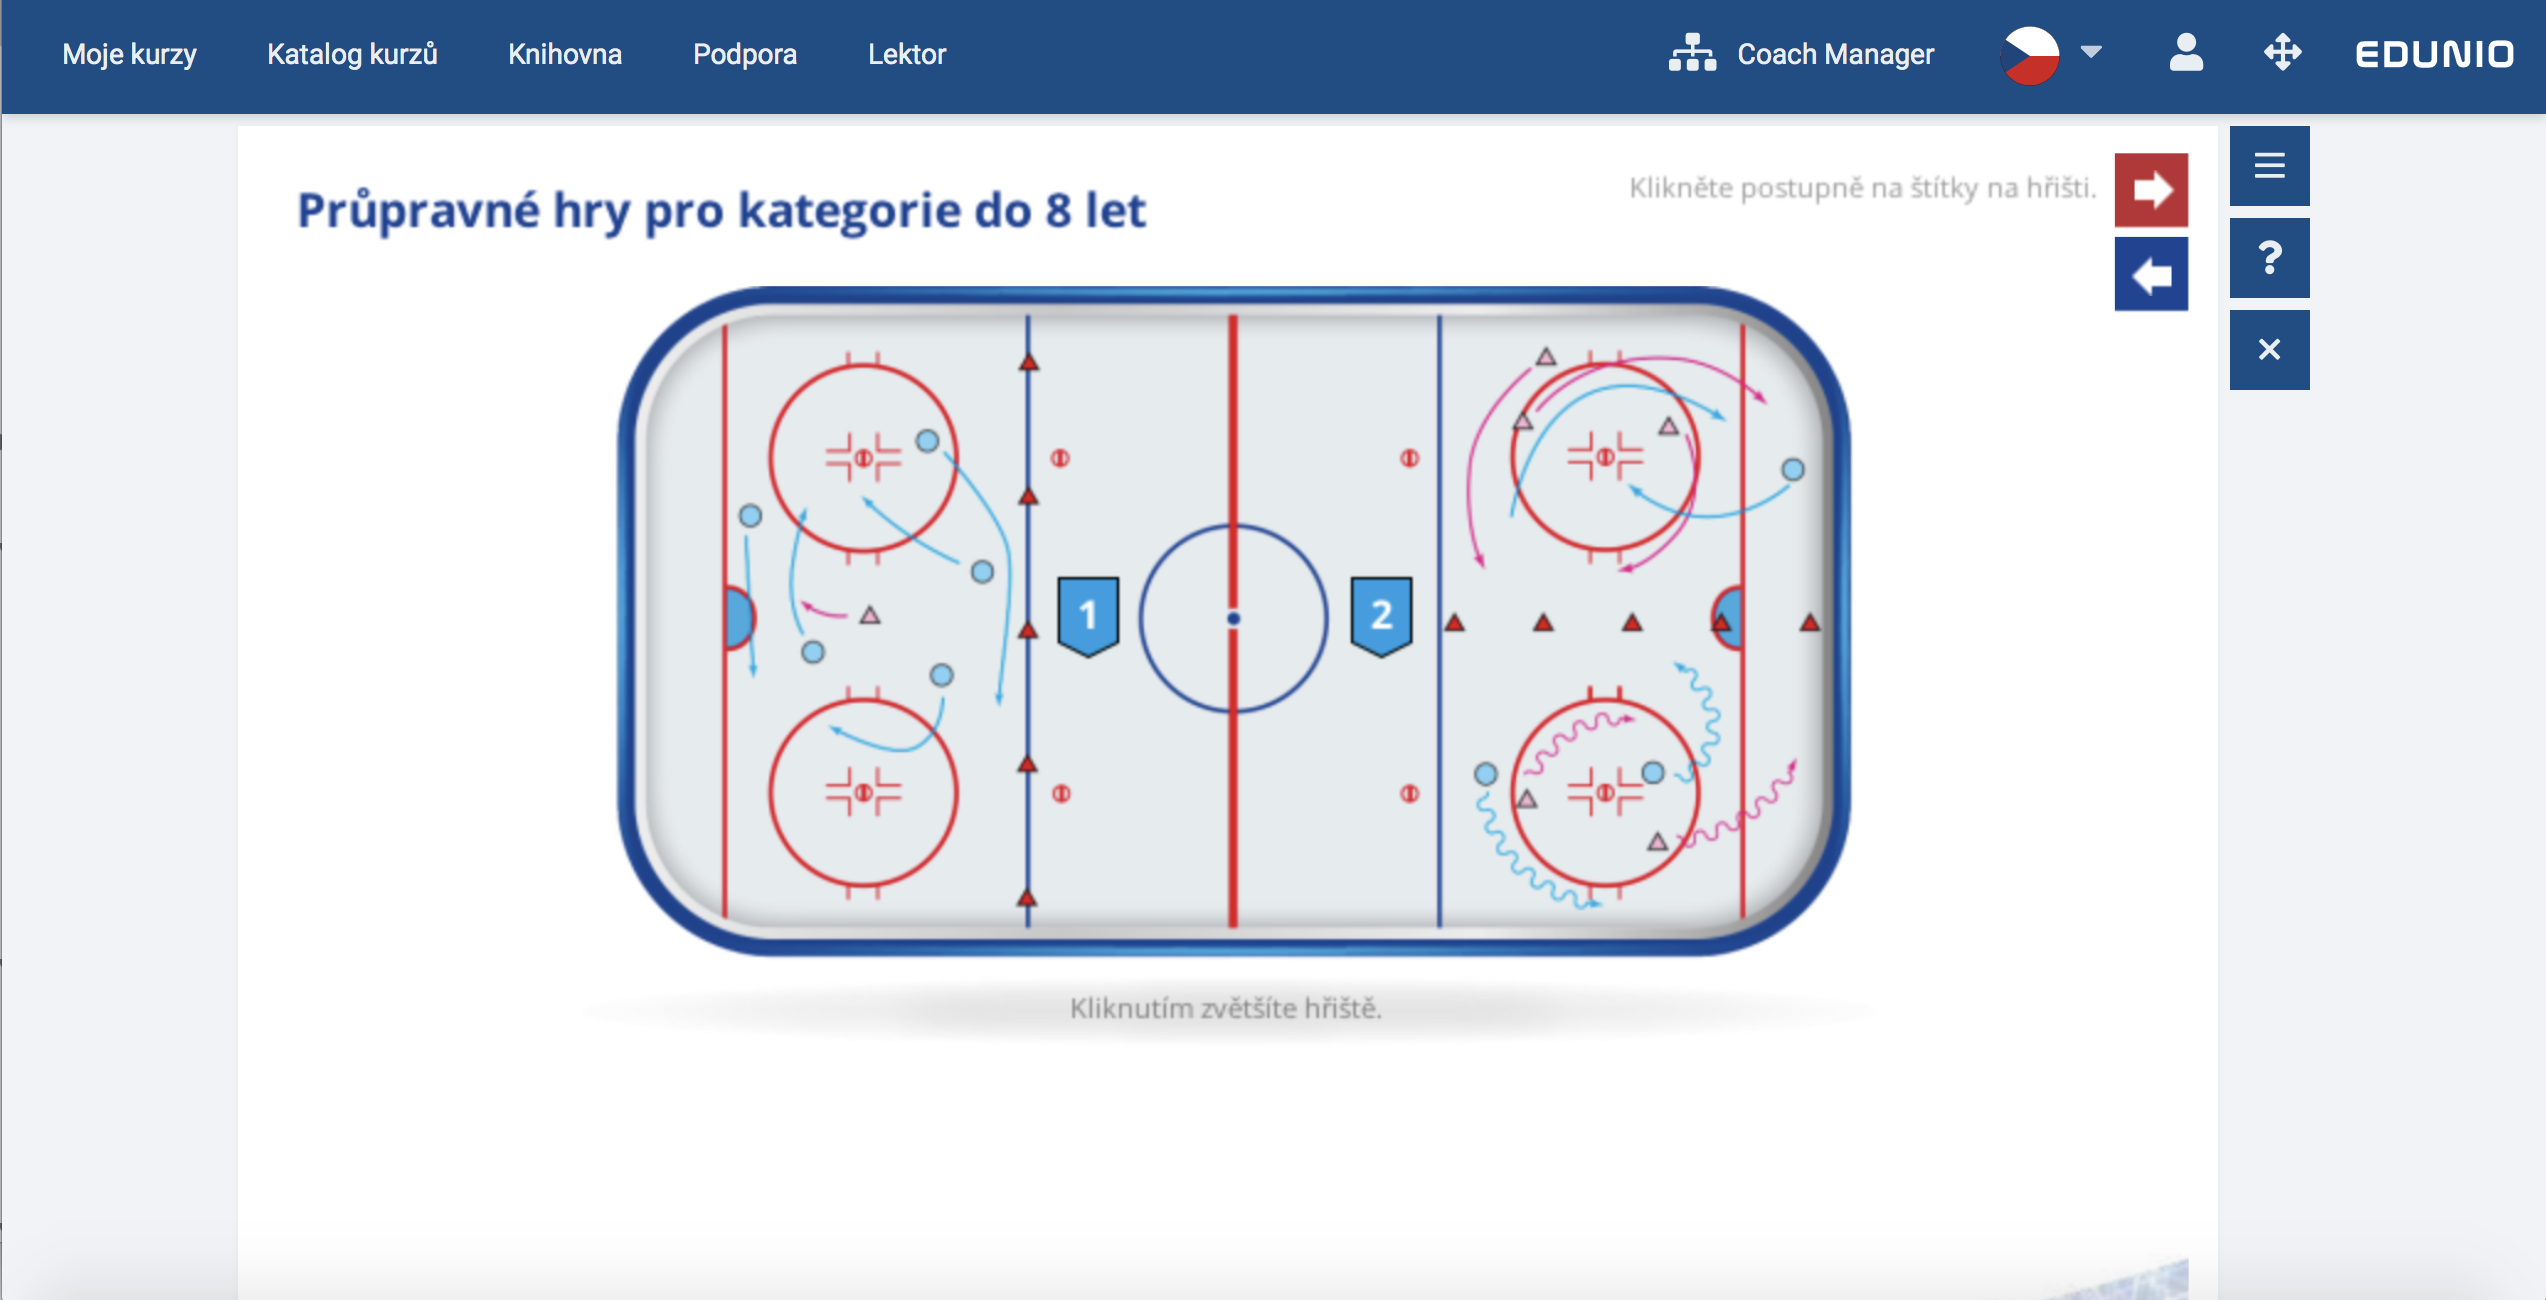 Moje kurzy Katalog kurzů Knihovna Podpora Lektor Coach Manager EDUNIO
Klikněte postupně na štítky na hřišti.
Průpravné hry pro kategorie do 8 let
?
1 2
Kliknutím zvětšíte hřiště.